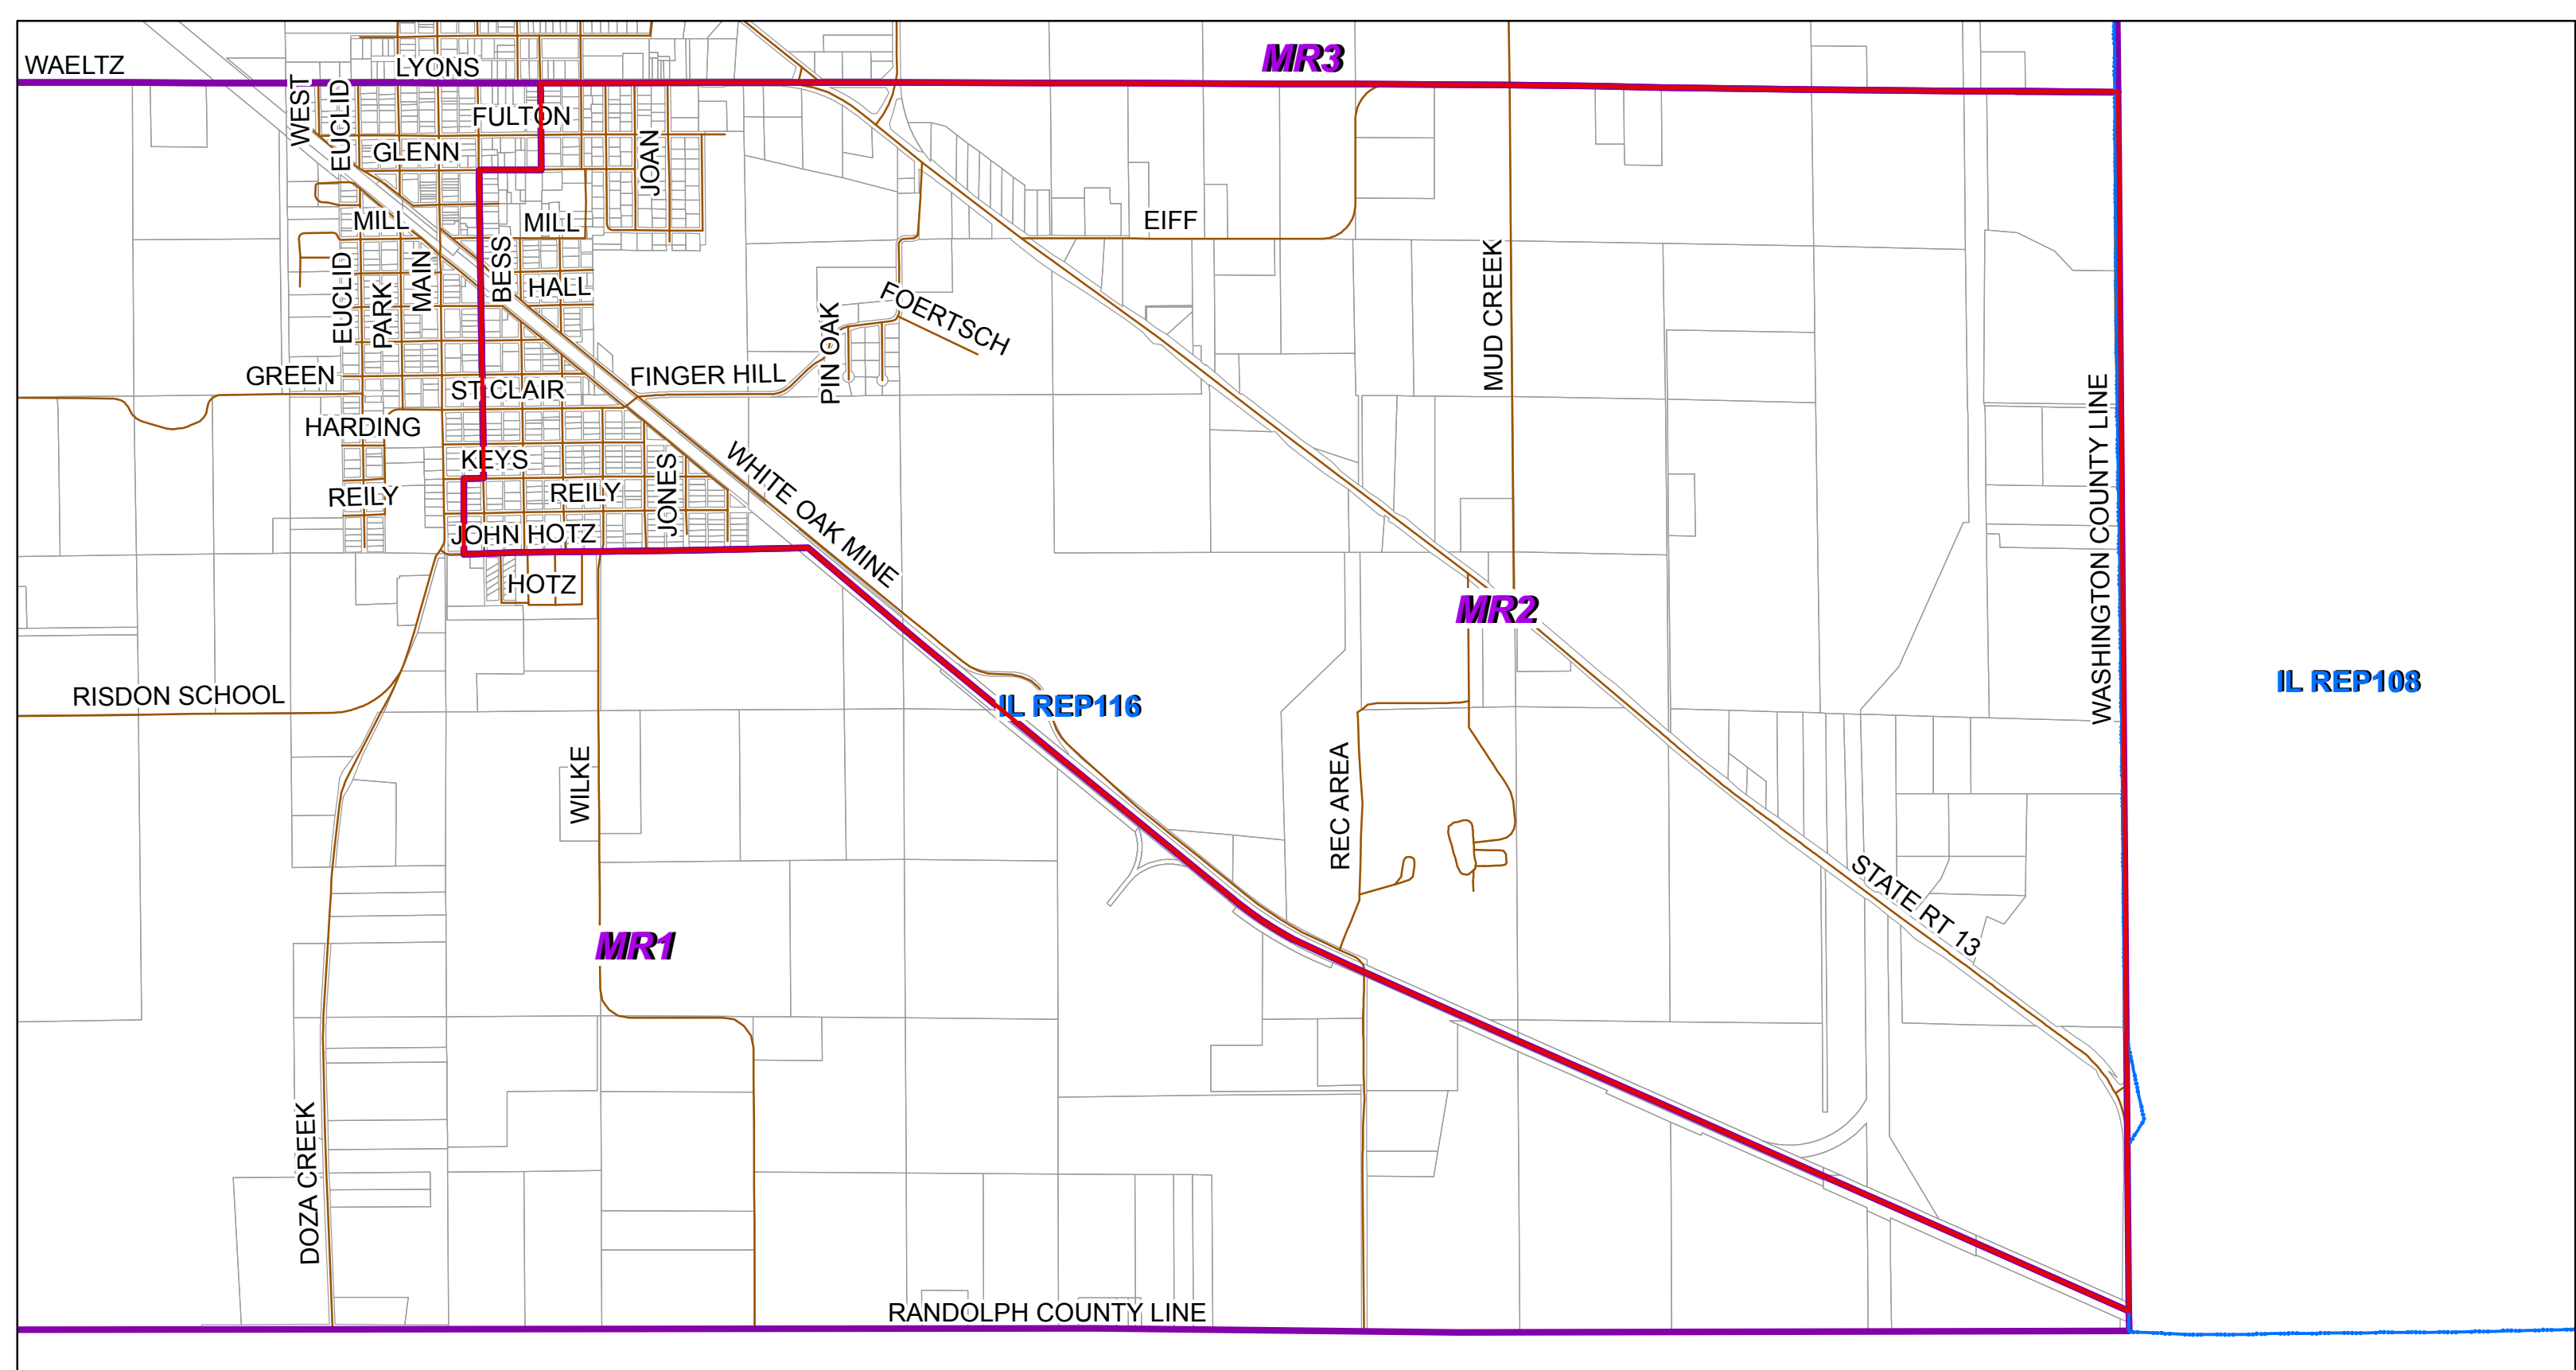 MR3
WAELTZ
LYONS
WEST
EUCLID
FULTON
GLENN
JOAN
MILL
MILL
EIFF
BESS
MAIN
EUCLID
PARK
HALL
MUD CREEK
FOERTSCH
PIN OAK
GREEN
FINGER HILL
ST CLAIR
HARDING
KEYS
WASHINGTON COUNTY LINE
REILY
REILY
JONES
WHITE OAK MINE
JOHN HOTZ
HOTZ
MR2
RISDON SCHOOL
IL REP116
IL REP108
WILKE
REC AREA
STATE RT 13
MR1
DOZA CREEK
RANDOLPH COUNTY LINE